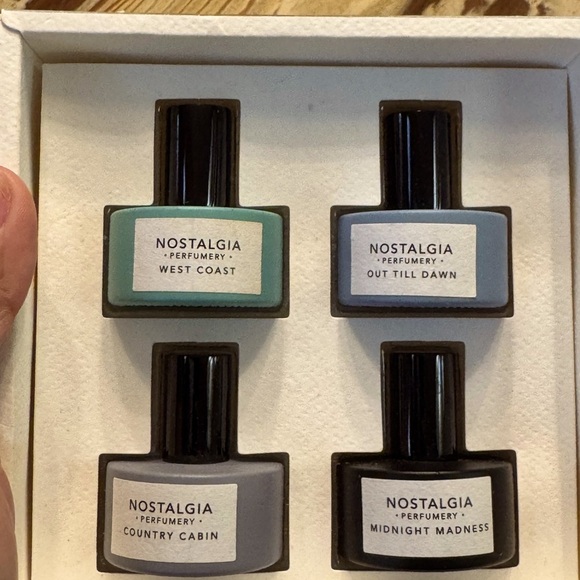 NOSTALGIA
• PERFUMERY •
WEST COAST
NOSTALGIA
• PERFUMERY •
OUT TILL DAWN
NOSTALGIA
• PERFUMERY •
COUNTRY CABIN
NOSTALGIA
• PERFUMERY •
MIDNIGHT MADNESS